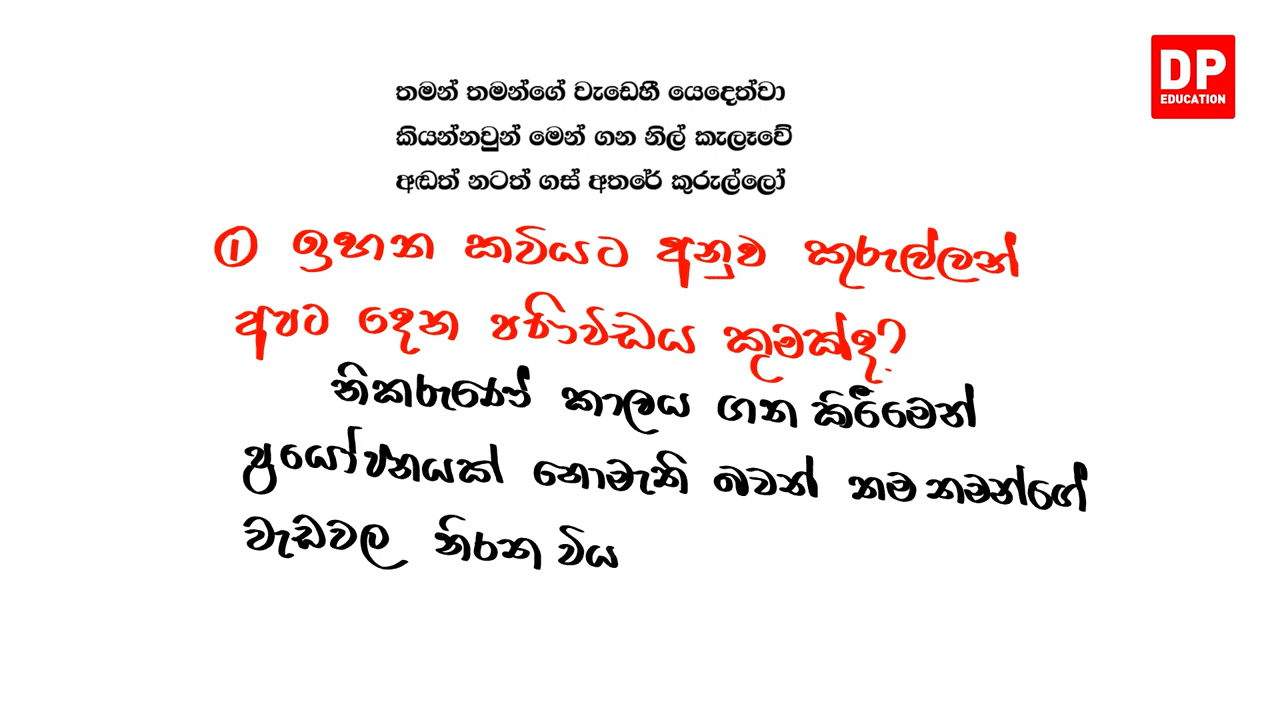 DP
EDUCATION
තමන් තමන්ගේ වැඩෙහී යෙදෙත්වා
කියන්නවුන් මෙන් ගන නිල් කැලෑවේ
අඬත් නටත් ගස් අතරේ කුරුල්ලෝ
① ඉහත කවියට අනුව කුරුල්ලන්
අපට දෙන පණිවිඩය කුමක්ද?
නිකරුණේ කාලය ගත කිරීමෙන්
ප්‍රයෝජනයක් නොමැති බවත් තම තමන්ගේ
වැඩවල නිරත විය